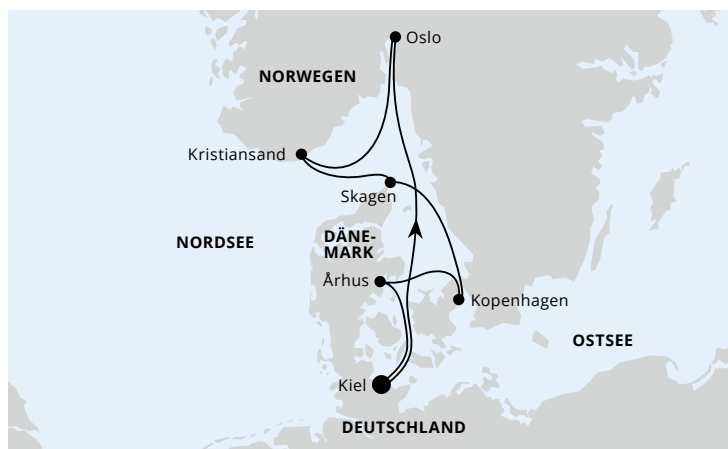 Oslo
NORWEGEN
Kristiansand
Skagen
NORDSEE
DÄNE-
MARK
Århus
Kopenhagen
OSTSEE
Kiel
DEUTSCHLAND